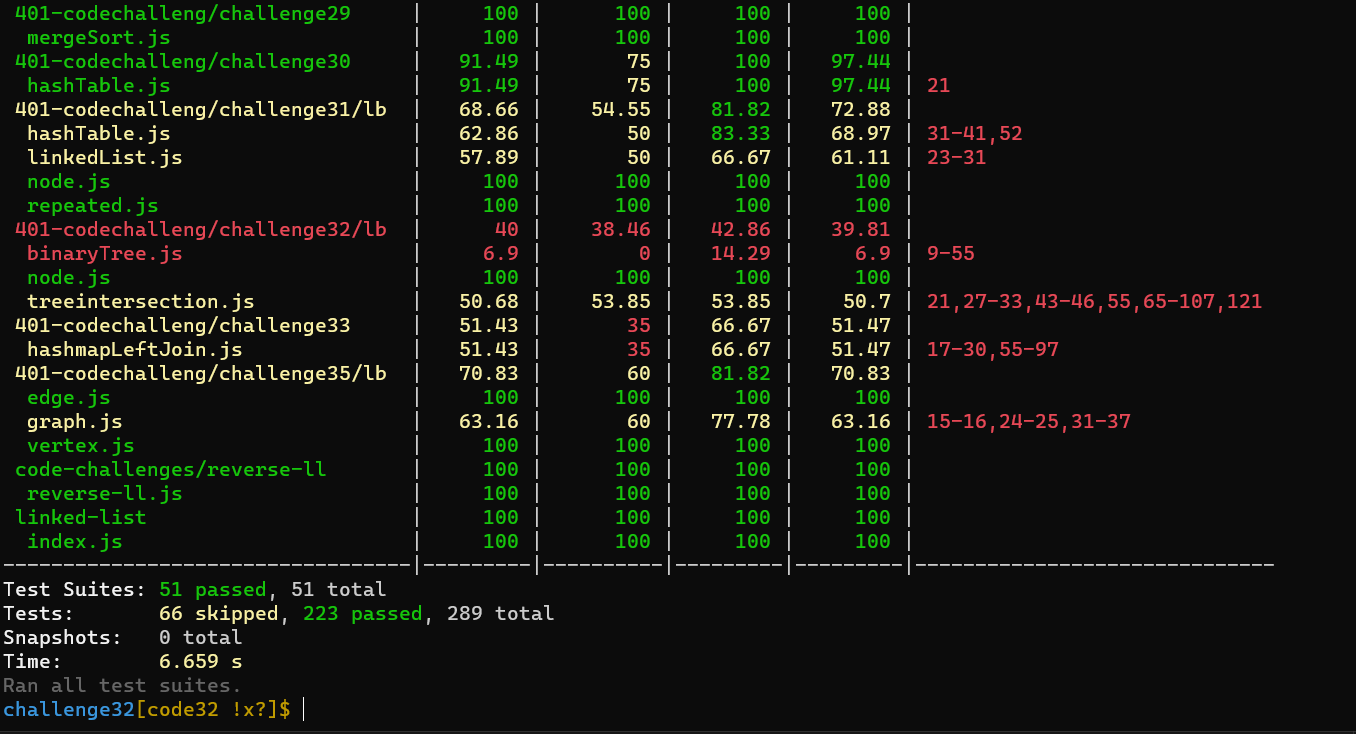 401-codechalleng/challenge29 | 100 | 100 | 100 | 100 |
mergeSort.js | 100 | 100 | 100 | 100 |
401-codechalleng/challenge30 | 91.49 | 75 | 100 | 97.44 |
hashTable.js | 91.49 | 75 | 100 | 97.44 | 21
401-codechalleng/challenge31/lb | 68.66 | 54.55 | 81.82 | 72.88 |
hashTable.js | 62.86 | 50 | 83.33 | 68.97 | 31-41,52
linkedList.js | 57.89 | 50 | 66.67 | 61.11 | 23-31
node.js | 100 | 100 | 100 | 100 |
repeated.js | 100 | 100 | 100 | 100 |
401-codechalleng/challenge32/lb | 40 | 38.46 | 42.86 | 39.81 |
binaryTree.js | 6.9 | 0 | 14.29 | 6.9 | 9-55
node.js | 100 | 100 | 100 | 100 |
treeintersection.js | 50.68 | 53.85 | 53.85 | 50.7 | 21,27-33,43-46,55,65-107,121
401-codechalleng/challenge33 | 51.43 | 35 | 66.67 | 51.47 |
hashmapLeftJoin.js | 51.43 | 35 | 66.67 | 51.47 | 17-30,55-97
401-codechalleng/challenge35/lb | 70.83 | 60 | 81.82 | 70.83 |
edge.js | 100 | 100 | 100 | 100 |
graph.js | 63.16 | 60 | 77.78 | 63.16 | 15-16,24-25,31-37
vertex.js | 100 | 100 | 100 | 100 |
code-challenges/reverse-ll | 100 | 100 | 100 | 100 |
reverse-ll.js | 100 | 100 | 100 | 100 |
linked-list | 100 | 100 | 100 | 100 |
index.js | 100 | 100 | 100 | 100 |
----------------------------------|---------|----------|---------|---------|------------------------------
Test Suites: 51 passed, 51 total
Tests: 66 skipped, 223 passed, 289 total
Snapshots: 0 total
Time: 6.659 s
Ran all test suites.
challenge32[code32 !x?]$